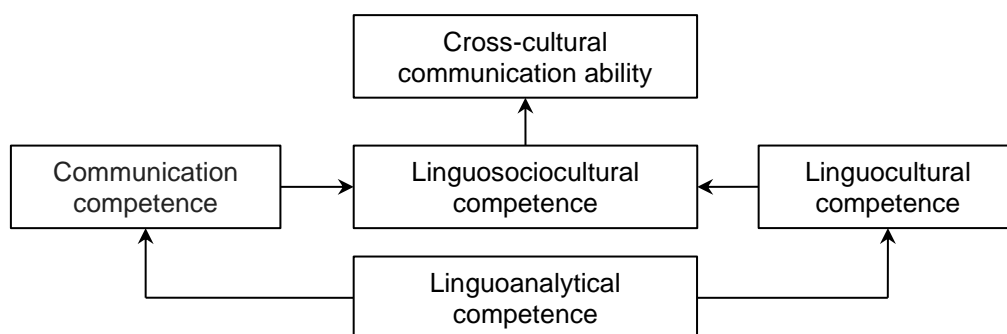 Cross-cultural
communication ability
Communication
competence
Linguosociocultural
competence
Linguocultural
competence
Linguoanalytical
competence